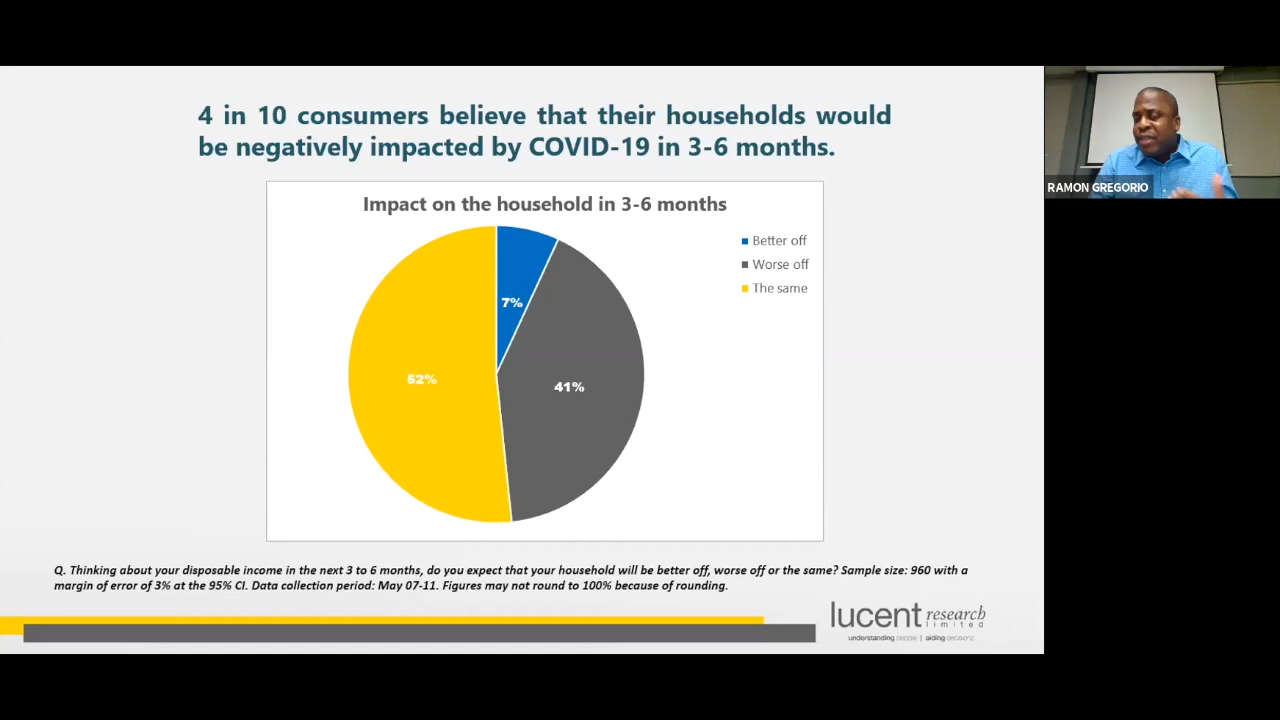 4 in 10 consumers believe that their households would
be negatively impacted by COVID-19 in 3-6 months.
RAMON GREGORIO
Impact on the household in 3-6 months
Better off
Worse off
The same
7%
52%
41%
Q. Thinking about your disposable income in the next 3 to 6 months, do you expect that your household will be better off, worse off or the same? Sample size: 960 with a
margin of error of 3% at the 95% CI. Data collection period: May 07-11. Figures may not round to 100% because of rounding.
lucent research
limited
understanding people | aiding decisions